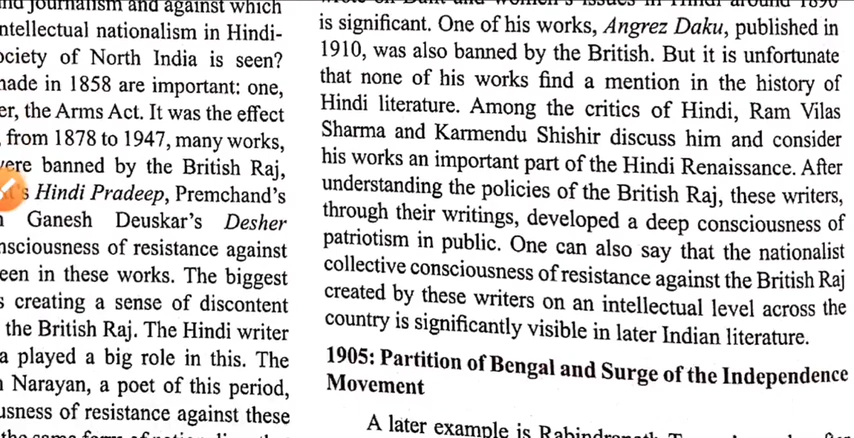 journalism and against which
ntellectual nationalism in Hindi-
ociety of North India is seen?
nade in 1858 are important: one,
er, the Arms Act. It was the effect
, from 1878 to 1947, many works,
were banned by the British Raj,
's Hindi Pradeep, Premchand's
Ganesh Deuskar's Desher
nsciousness of resistance against
een in these works. The biggest
s creating a sense of discontent
the British Raj. The Hindi writer
a played a big role in this. The
Narayan, a poet of this period,
usness of resistance against these
is significant. One of his works, Angrez Daku, published in
1910, was also banned by the British. But it is unfortunate
that none of his works find a mention in the history of
Hindi literature. Among the critics of Hindi, Ram Vilas
Sharma and Karmendu Shishir discuss him and consider
his works an important part of the Hindi Renaissance. After
understanding the policies of the British Raj, these writers,
through their writings, developed a deep consciousness of
patriotism in public. One can also say that the nationalist
collective consciousness of resistance against the British Raj
created by these writers on an intellectual level across the
country is significantly visible in later Indian literature.
1905: Partition of Bengal and Surge of the Independence
Movement
A later example is